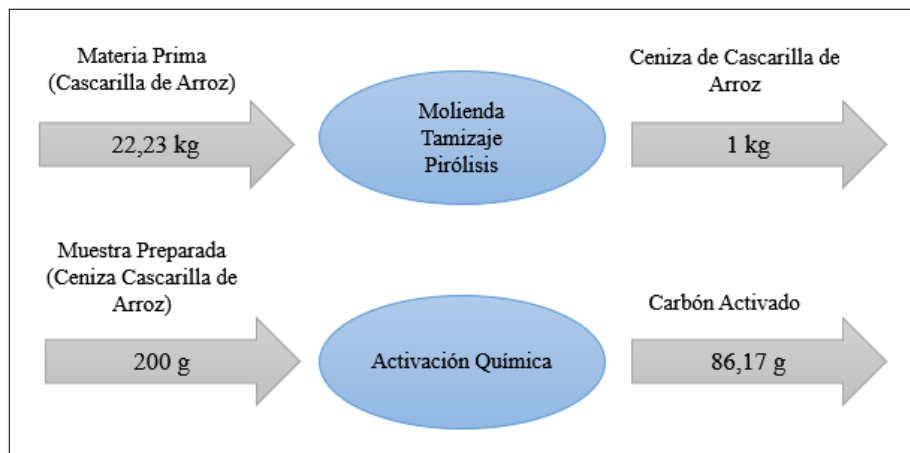 Materia Prima
(Cascarilla de Arroz)
22,23 kg
Molienda
Tamizaje
Pirólisis
Ceniza de Cascarilla de
Arroz
1 kg
Muestra Preparada
(Ceniza Cascarilla de
Arroz)
200 g
Activación Química
Carbón Activado
86,17 g